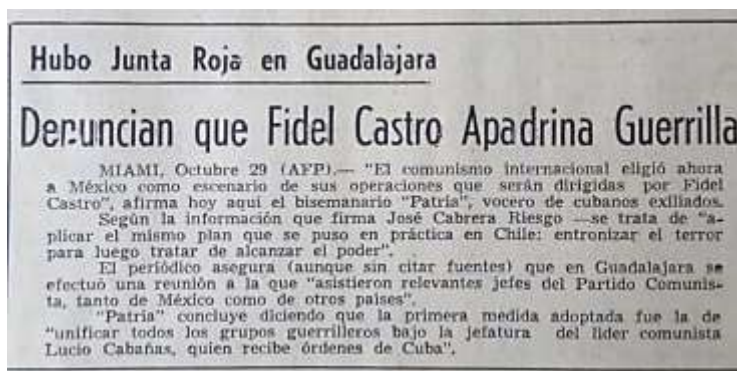 Hubo Junta Roja en Guadalajara
Denuncian que Fidel Castro Apadrina Guerrilla
MIAMI, Octubre 29 (AFP).— "El comunismo internacional eligió ahora
a México como escenario de sus operaciones que serán dirigidas por Fidel
Castro", afirma hoy aquí el bisemanario "Patria", vocero de cubanos exiliados.
Según la información que firma José Cabrera Riesgo —se trata de "a-
plicar el mismo plan que se puso en práctica en Chile: entronizar el terror
para luego tratar de alcanzar el poder".
El periódico asegura (aunque sin citar fuentes) que en Guadalajara se
efectuó una reunión a la que "asistieron relevantes jefes del Partido Comunis-
ta, tanto de México como de otros países".
"Patria" concluye diciendo que la primera medida adoptada fue la de
"unificar todos los grupos guerrilleros bajo la jefatura del líder comunista
Lucio Cabañas, quien recibe órdenes de Cuba".